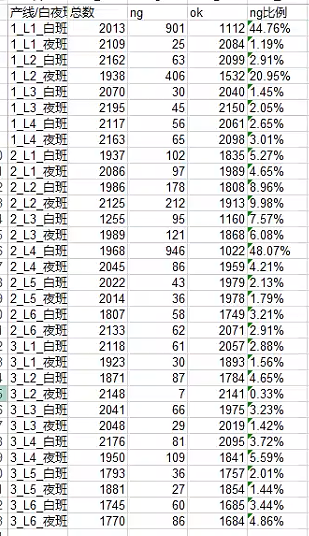 产线/白夜班 总数 ng ok ng比例
1_L1_白班 2013 901 1112 44.76%
1_L1_夜班 2109 25 2084 1.19%
1_L2_白班 2162 63 2099 2.91%
1_L2_夜班 1938 406 1532 20.95%
1_L3_白班 2070 30 2040 1.45%
1_L3_夜班 2195 45 2150 2.05%
1_L4_白班 2117 56 2061 2.65%
1_L4_夜班 2163 65 2098 3.01%
2_L1_白班 1937 102 1835 5.27%
2_L1_夜班 2086 97 1989 4.65%
2_L2_白班 1986 178 1808 8.96%
2_L2_夜班 2125 212 1913 9.98%
2_L3_白班 1255 95 1160 7.57%
2_L3_夜班 1989 121 1868 6.08%
2_L4_白班 1968 946 1022 48.07%
2_L4_夜班 2045 86 1959 4.21%
2_L5_白班 2022 43 1979 2.13%
2_L5_夜班 2014 36 1978 1.79%
2_L6_白班 1807 58 1749 3.21%
2_L6_夜班 2133 62 2071 2.91%
3_L1_白班 2118 61 2057 2.88%
3_L1_夜班 1923 30 1893 1.56%
3_L2_白班 1871 87 1784 4.65%
3_L2_夜班 2148 7 2141 0.33%
3_L3_白班 2041 66 1975 3.23%
3_L3_夜班 2048 29 2019 1.42%
3_L4_白班 2176 81 2095 3.72%
3_L4_夜班 1950 109 1841 5.59%
3_L5_白班 1793 36 1757 2.01%
3_L5_夜班 1881 27 1854 1.44%
3_L6_白班 1745 60 1685 3.44%
3_L6_夜班 1770 86 1684 4.86%